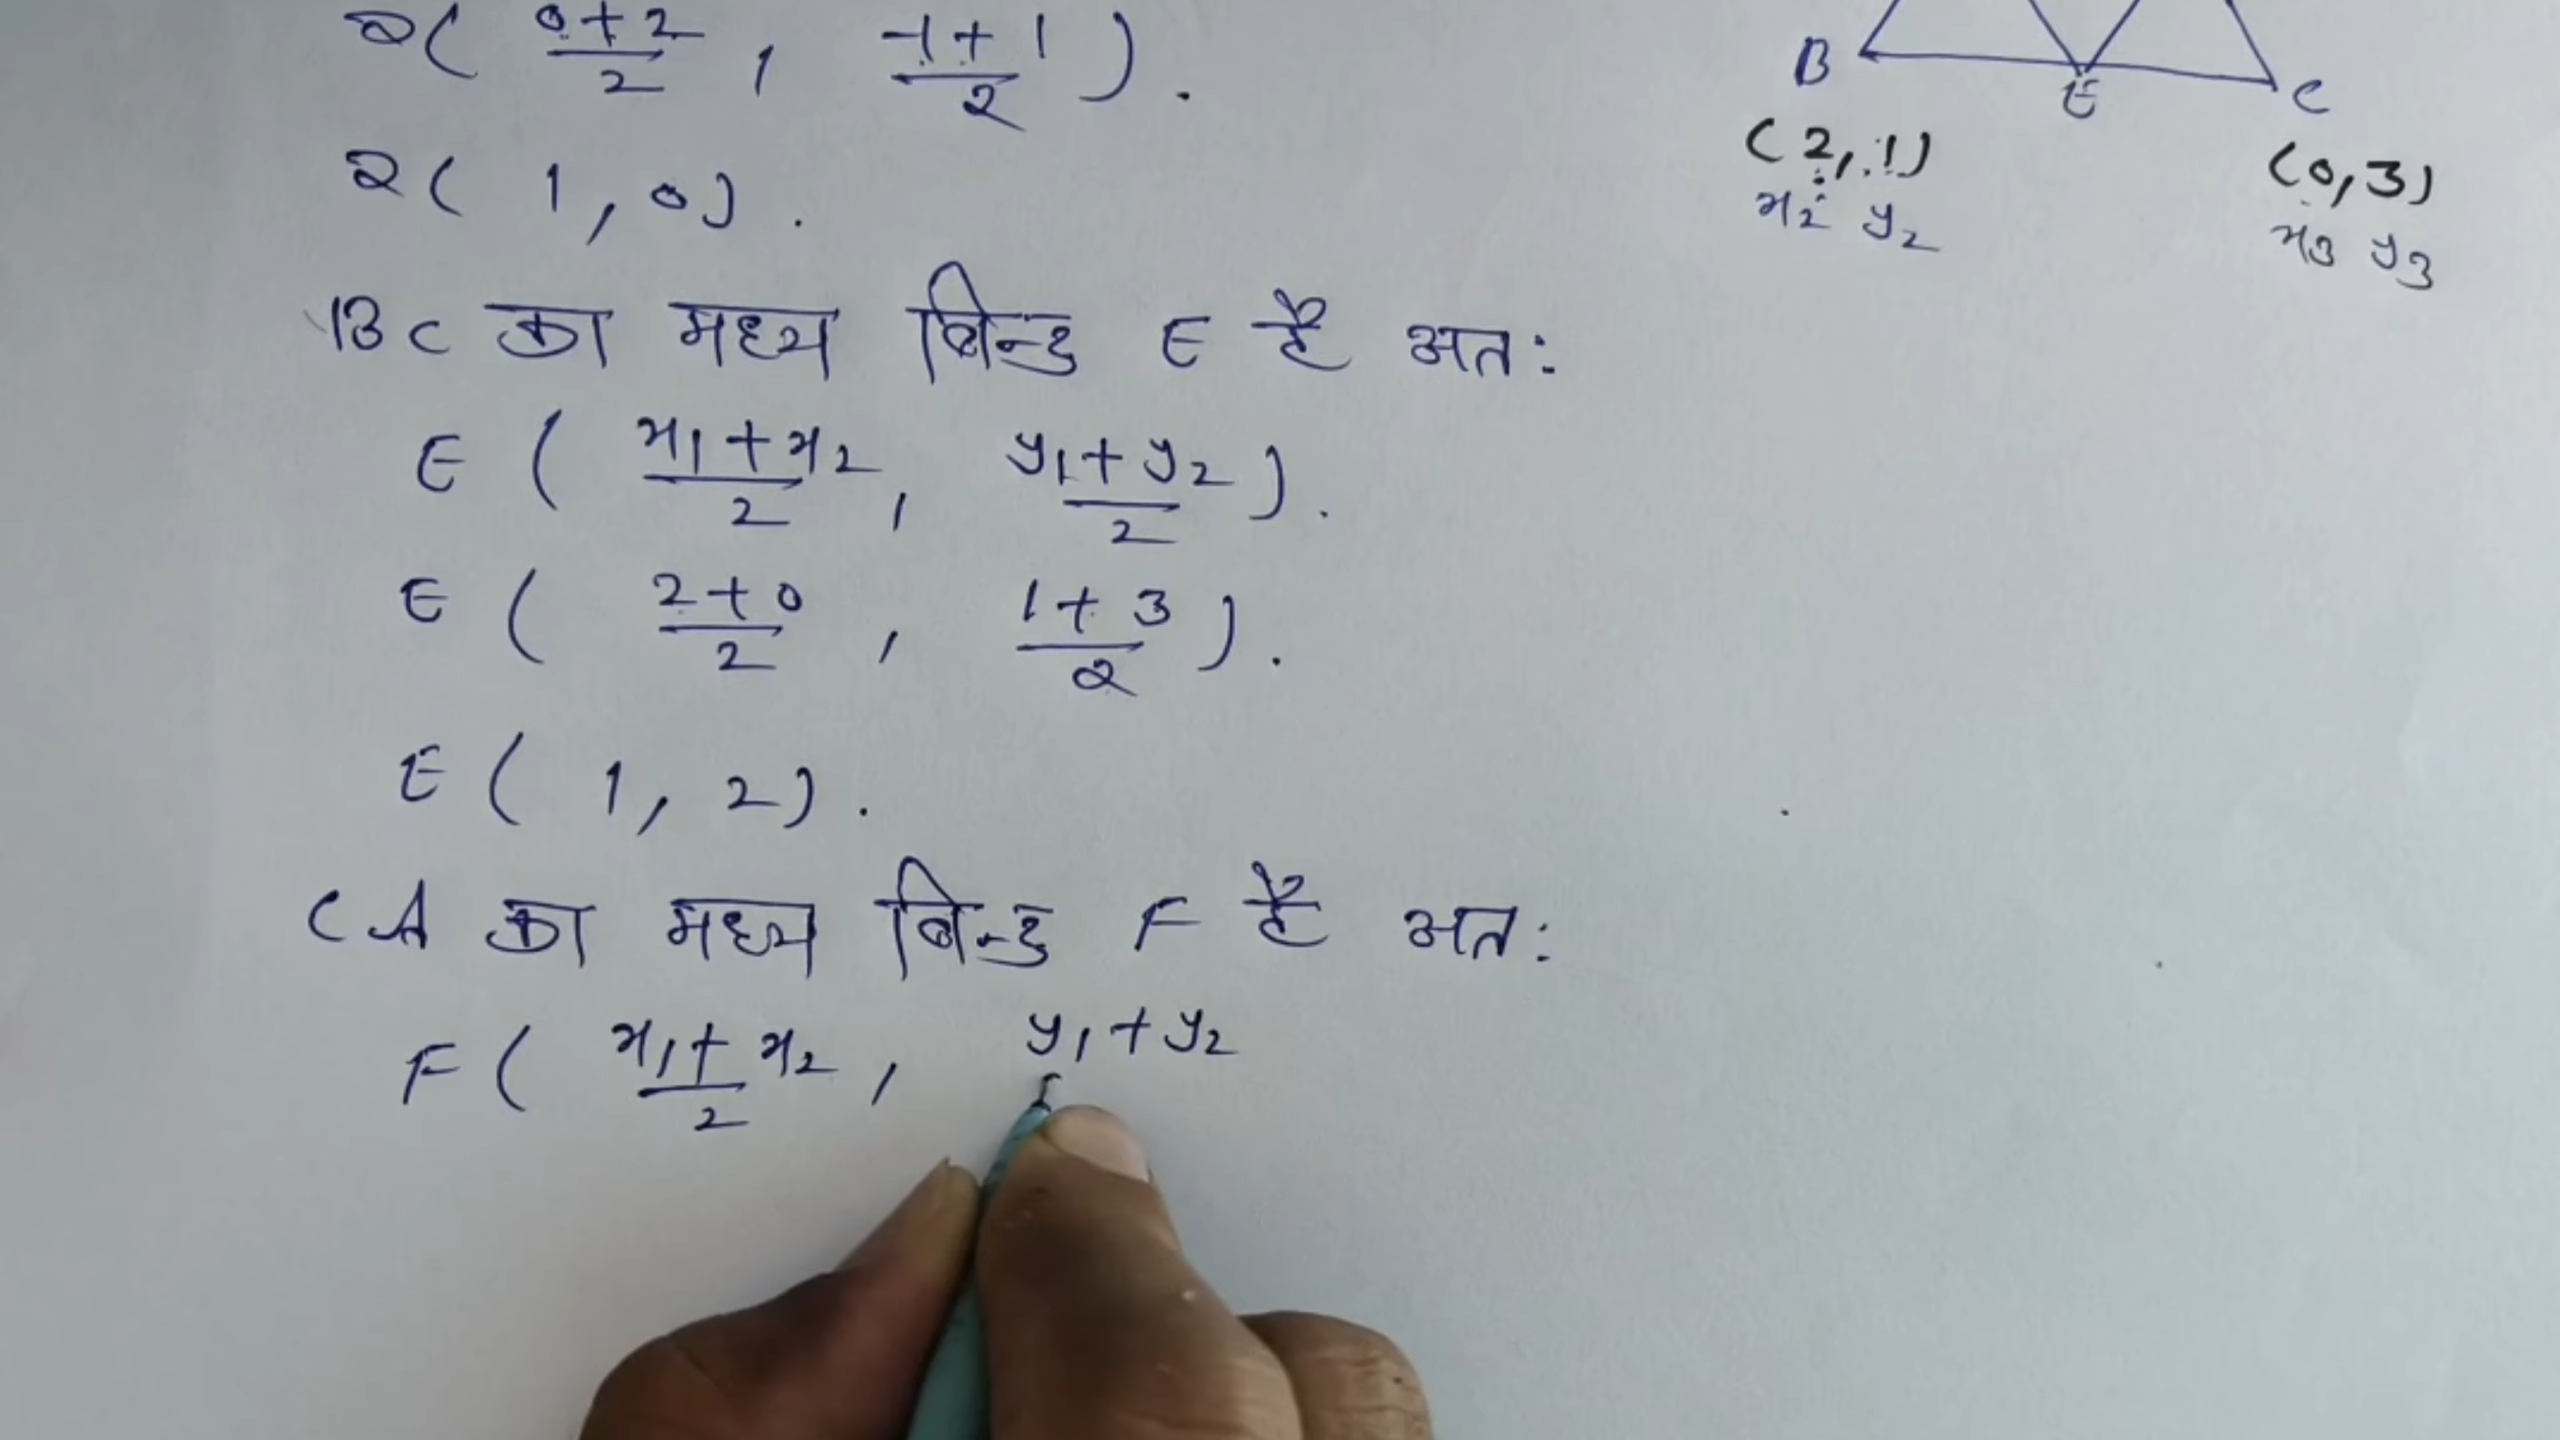 D( 0+2/2 , -1+1/2 ).
D( 1, 0).
BC का मध्य बिन्दु E है अतः
E ( x1+x2/2 , y1+y2/2 ).
E ( 2+0/2 , 1+3/2 ).
E ( 1, 2).
CA का मध्य बिन्दु F है अतः
F ( x1+x2/2 , y1+y2
B E C
(2, 1) (0, 3)
x2 y2 x3 y3